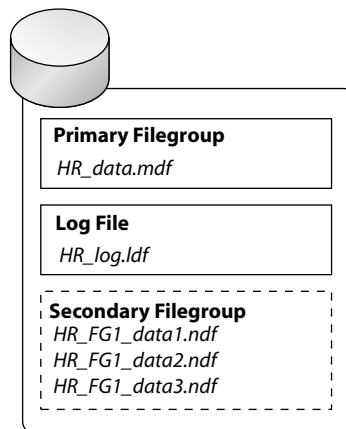 Primary Filegroup
HR_data.mdf
Log File
HR_log.ldf
Secondary Filegroup
HR_FG1_data1.ndf
HR_FG1_data2.ndf
HR_FG1_data3.ndf